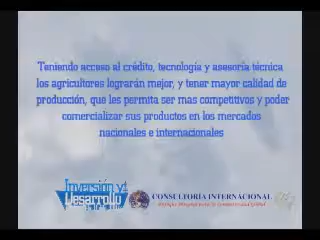 Teniendo acceso al crédito, tecnología y asesoría técnica
los agricultores lograrán mejor, y tener mayor calidad de
producción, que les permita ser mas competitivos y poder
comercializar sus productos en los mercados
nacionales e internacionales
Inversión y
Desarrollo
CONSULTORÍA INTERNACIONAL